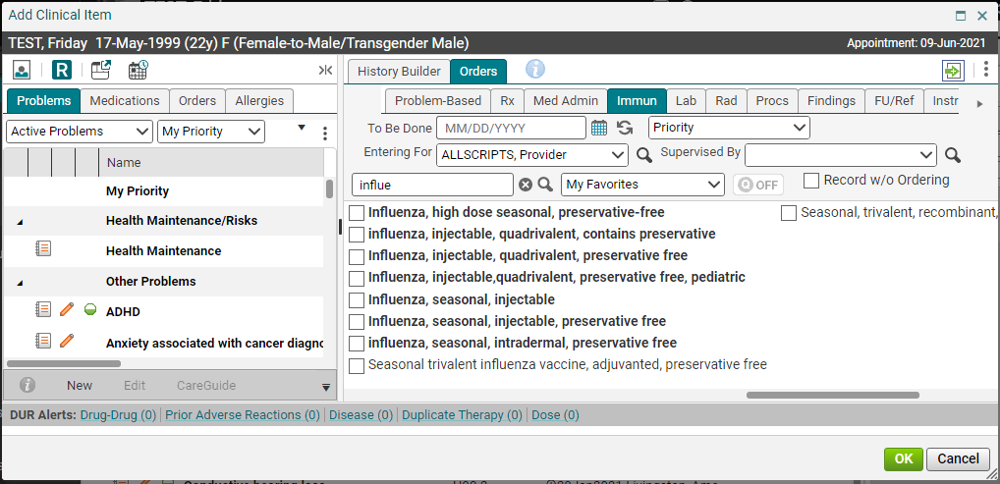 Add Clinical Item
TEST, Friday 17-May-1999 (22y) F (Female-to-Male/Transgender Male)
Appointment: 09-Jun-2021
R
Problems Medications Orders Allergies
Active Problems My Priority
Name
My Priority
Health Maintenance/Risks
Health Maintenance
Other Problems
ADHD
Anxiety associated with cancer diagno
New Edit CareGuide
History Builder Orders
Problem-Based Rx Med Admin Immun Lab Rad Procs Findings FU/Ref Instr
To Be Done MM/DD/YYYY Priority
Entering For ALLSCRIPTS, Provider Supervised By
influe My Favorites Q OFF Record w/o Ordering
Influenza, high dose seasonal, preservative-free
influenza, injectable, quadrivalent, contains preservative
Influenza, injectable, quadrivalent, preservative free
Influenza, injectable,quadrivalent, preservative free, pediatric
Influenza, seasonal, injectable
Influenza, seasonal, injectable, preservative free
influenza, seasonal, intradermal, preservative free
Seasonal trivalent influenza vaccine, adjuvanted, preservative free
Seasonal, trivalent, recombinant,
DUR Alerts: Drug-Drug (0) Prior Adverse Reactions (0) Disease (0) Duplicate Therapy (0) Dose (0)
OK Cancel